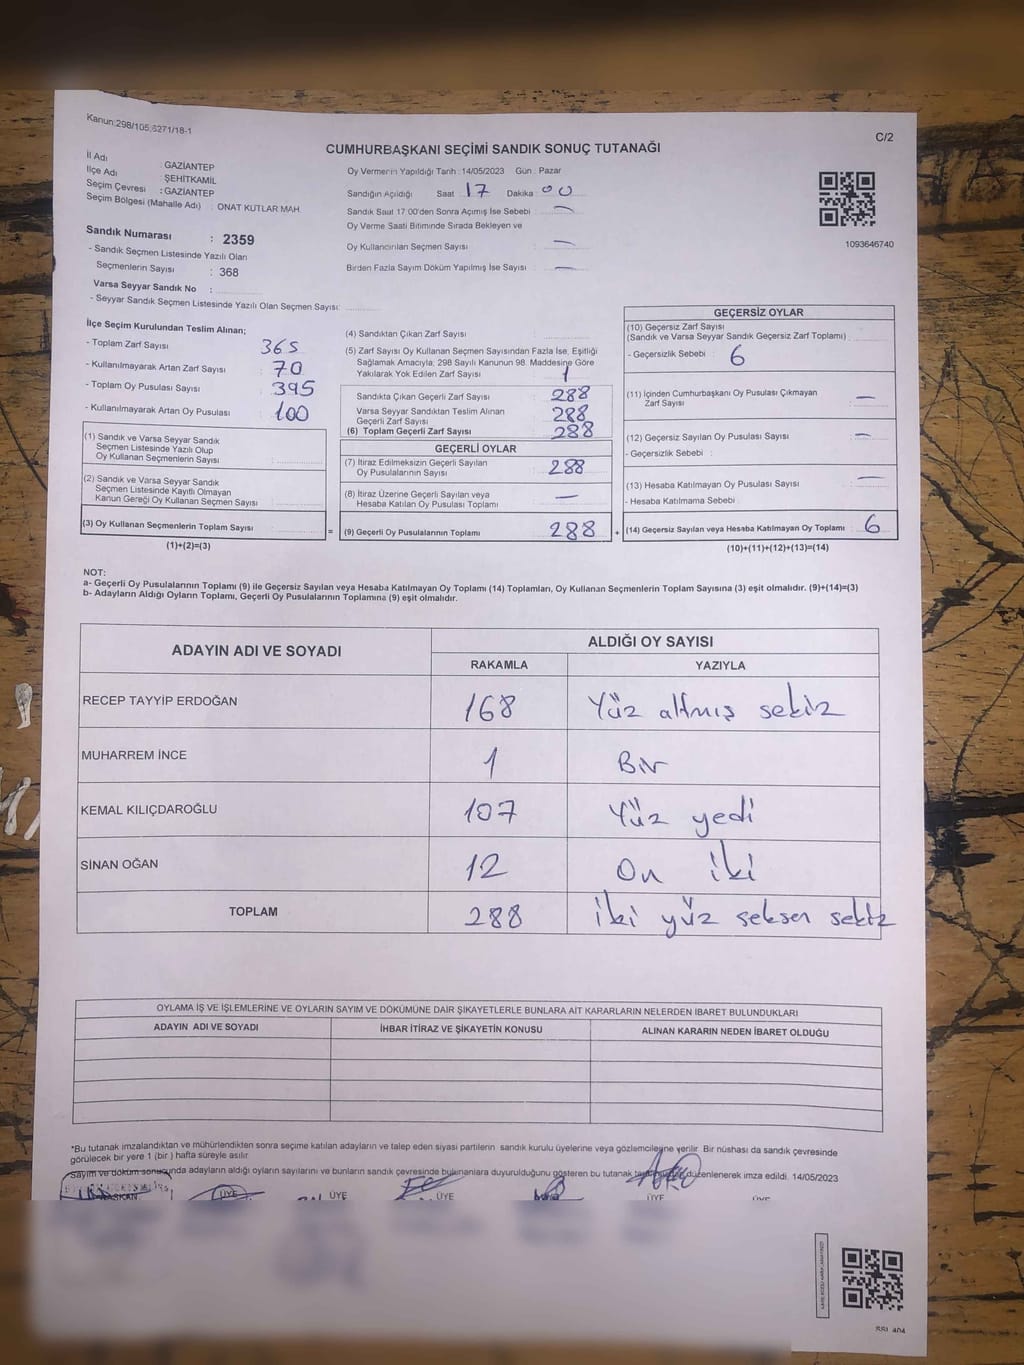 Kanun:298/105,6271/18-1
C/2
CUMHURBAŞKANI SEÇİMİ SANDIK SONUÇ TUTANAĞI
İl Adı : GAZİANTEP
İlçe Adı : ŞEHİTKAMİL
Seçim Çevresi : GAZİANTEP
Seçim Bölgesi (Mahalle Adı) : ONAT KUTLAR MAH.
Sandık Numarası : 2359
- Sandık Seçmen Listesinde Yazılı Olan
Seçmenlerin Sayısı : 368
Varsa Seyyar Sandık No :
- Seyyar Sandık Seçmen Listesinde Yazılı Olan Seçmen Sayısı:
Oy Vermenin Yapıldığı Tarih : 14/05/2023 Gün : Pazar
Sandığın Açıldığı Saat 17 Dakika 00
Sandık Saat 17:00'den Sonra Açılmış İse Sebebi : —
Oy Verme Saati Bitiminde Sırada Bekleyen ve
Oy Kullandırılan Seçmen Sayısı : —
Birden Fazla Sayım Döküm Yapılmış İse Sayısı : —
1093646740
İlçe Seçim Kurulundan Teslim Alınan;
- Toplam Zarf Sayısı : 365
- Kullanılmayarak Artan Zarf Sayısı : 70
- Toplam Oy Pusulası Sayısı : 395
- Kullanılmayarak Artan Oy Pusulası : 100
(1) Sandık ve Varsa Seyyar Sandık
Seçmen Listesinde Yazılı Olup
Oy Kullanan Seçmenlerin Sayısı :
(2) Sandık ve Varsa Seyyar Sandık
Seçmen Listesinde Kayıtlı Olmayan
Kanun Gereği Oy Kullanan Seçmen Sayısı :
(3) Oy Kullanan Seçmenlerin Toplam Sayısı :
(1)+(2)=(3)
(4) Sandıktan Çıkan Zarf Sayısı :
(5) Zarf Sayısı Oy Kullanan Seçmen Sayısından Fazla İse, Eşitliği
Sağlamak Amacıyla, 298 Sayılı Kanunun 98. Maddesine Göre
Yakılarak Yok Edilen Zarf Sayısı : 1
Sandıkta Çıkan Geçerli Zarf Sayısı : 288
Varsa Seyyar Sandıktan Teslim Alınan
Geçerli Zarf Sayısı : 288
(6) Toplam Geçerli Zarf Sayısı : 288
GEÇERLİ OYLAR
(7) İtiraz Edilmeksizin Geçerli Sayılan
Oy Pusulalarının Sayısı : 288
(8) İtiraz Üzerine Geçerli Sayılan veya
Hesaba Katılan Oy Pusulası Toplamı : —
= (9) Geçerli Oy Pusulalarının Toplamı : 288 +
GEÇERSİZ OYLAR
(10) Geçersiz Zarf Sayısı
(Sandık ve Varsa Seyyar Sandık Geçersiz Zarf Toplamı)
- Geçersizlik Sebebi : 6
(11) İçinden Cumhurbaşkanı Oy Pusulası Çıkmayan
Zarf Sayısı : —
(12) Geçersiz Sayılan Oy Pusulası Sayısı : —
- Geçersizlik Sebebi :
(13) Hesaba Katılmayan Oy Pusulası Sayısı : —
- Hesaba Katılmama Sebebi :
(14) Geçersiz Sayılan veya Hesaba Katılmayan Oy Toplamı : 6
(10)+(11)+(12)+(13)=(14)
NOT:
a- Geçerli Oy Pusulalarının Toplamı (9) ile Geçersiz Sayılan veya Hesaba Katılmayan Oy Toplamı (14) Toplamları, Oy Kullanan Seçmenlerin Toplam Sayısına (3) eşit olmalıdır. (9)+(14)=(3)
b- Adayların Aldığı Oyların Toplamı, Geçerli Oy Pusulalarının Toplamına (9) eşit olmalıdır.
ADAYIN ADI VE SOYADI
ALDIĞI OY SAYISI
RAKAMLA YAZIYLA
RECEP TAYYİP ERDOĞAN 168 Yüz altmış sekiz
MUHARREM İNCE 1 Bir
KEMAL KILIÇDAROĞLU 107 Yüz yedi
SİNAN OĞAN 12 On iki
TOPLAM 288 iki yüz seksen sekiz
OYLAMA İŞ VE İŞLEMLERİNE VE OYLARIN SAYIM VE DÖKÜMÜNE DAİR ŞİKAYETLERLE BUNLARA AİT KARARLARIN NELERDEN İBARET BULUNDUKLARI
ADAYIN ADI VE SOYADI İHBAR İTİRAZ VE ŞİKAYETİN KONUSU ALINAN KARARIN NEDEN İBARET OLDUĞU
*Bu tutanak imzalandıktan ve mühürlendikten sonra seçime katılan adayların ve talep eden siyasi partilerin sandık kurulu üyelerine veya gözlemcilerine verilir. Bir nüshası da sandık çevresinde
görülecek bir yere 1 (bir) hafta süreyle asılır.
Sayım ve döküm sonucunda adayların aldığı oyların sayılarını ve bunların sandık çevresinde bulunanlara duyurulduğunu gösteren bu tutanak düzenlenerek imza edildi. 14/05/2023
BAŞKAN ÜYE ÜYE ÜYE ÜYE ÜYE